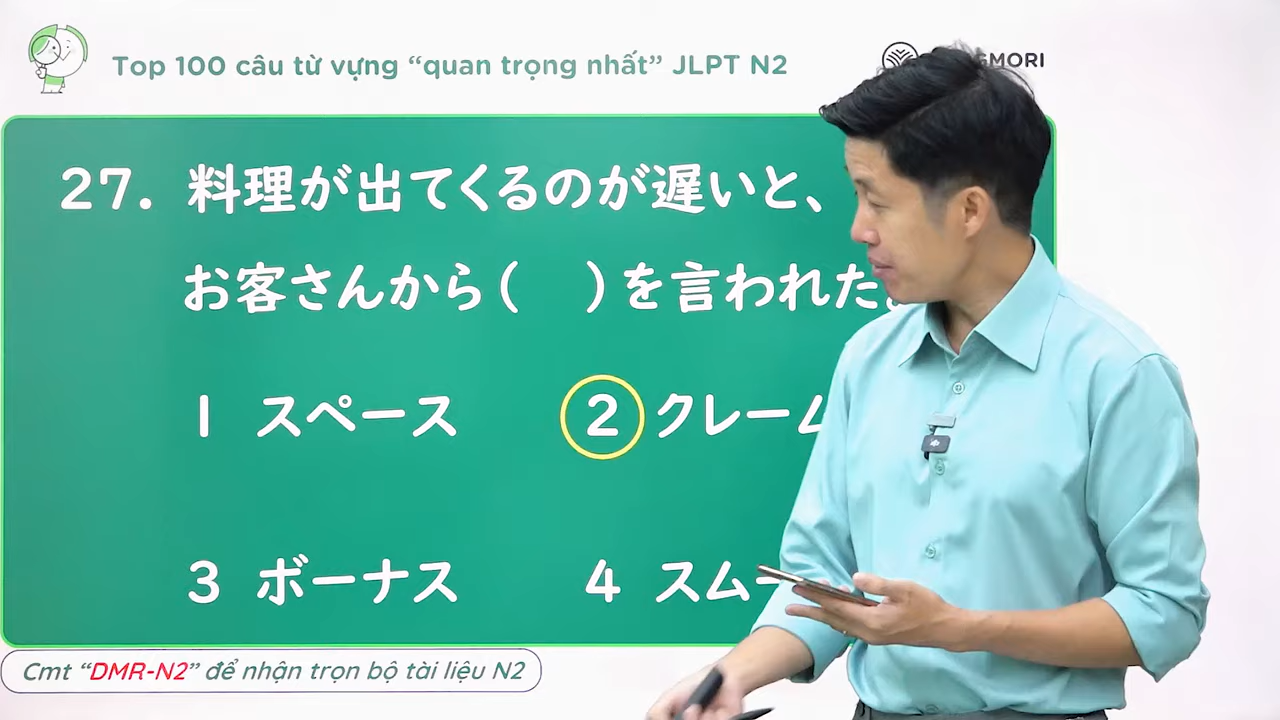 Top 100 câu từ vựng “quan trọng nhất” JLPT N2
GMORI
27. 料理が出てくるのが遅いと、
お客さんから( )を言われた。
1 スペース
2 クレーム
3 ボーナス
4 スムー
Cmt “DMR-N2” để nhận trọn bộ tài liệu N2